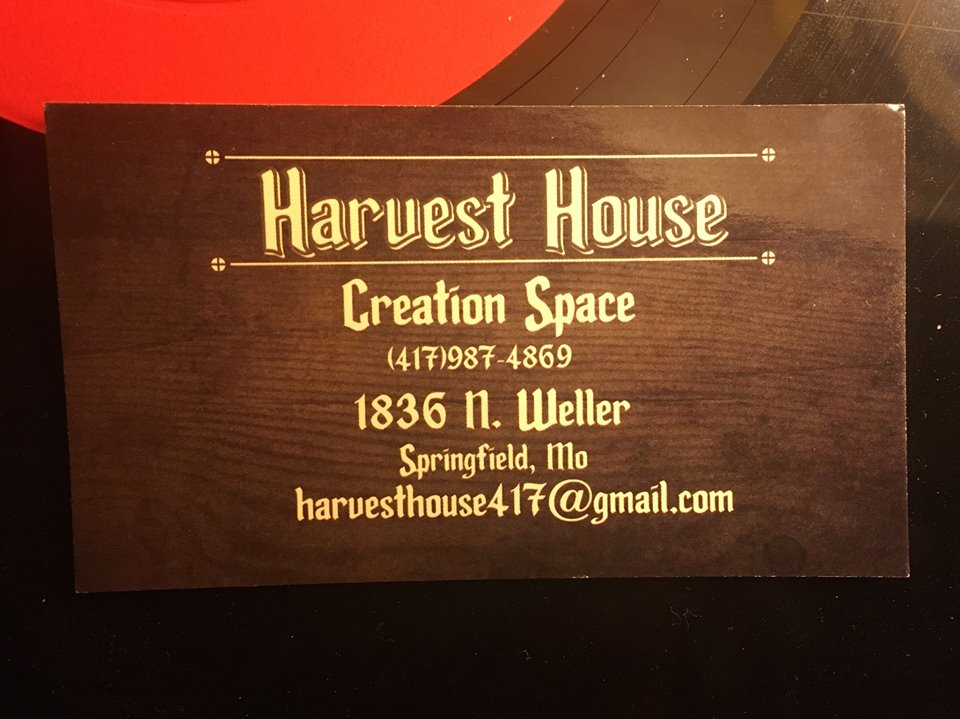 Harvest House
Creation Space
(417)987-4869
1836 N. Weller
Springfield, Mo
harvesthouse417@gmail.com